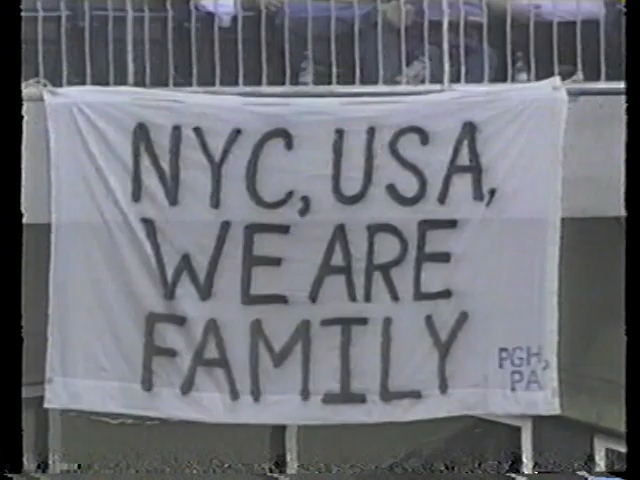 NYC, USA,
WE ARE
FAMILY
PGH,
PA